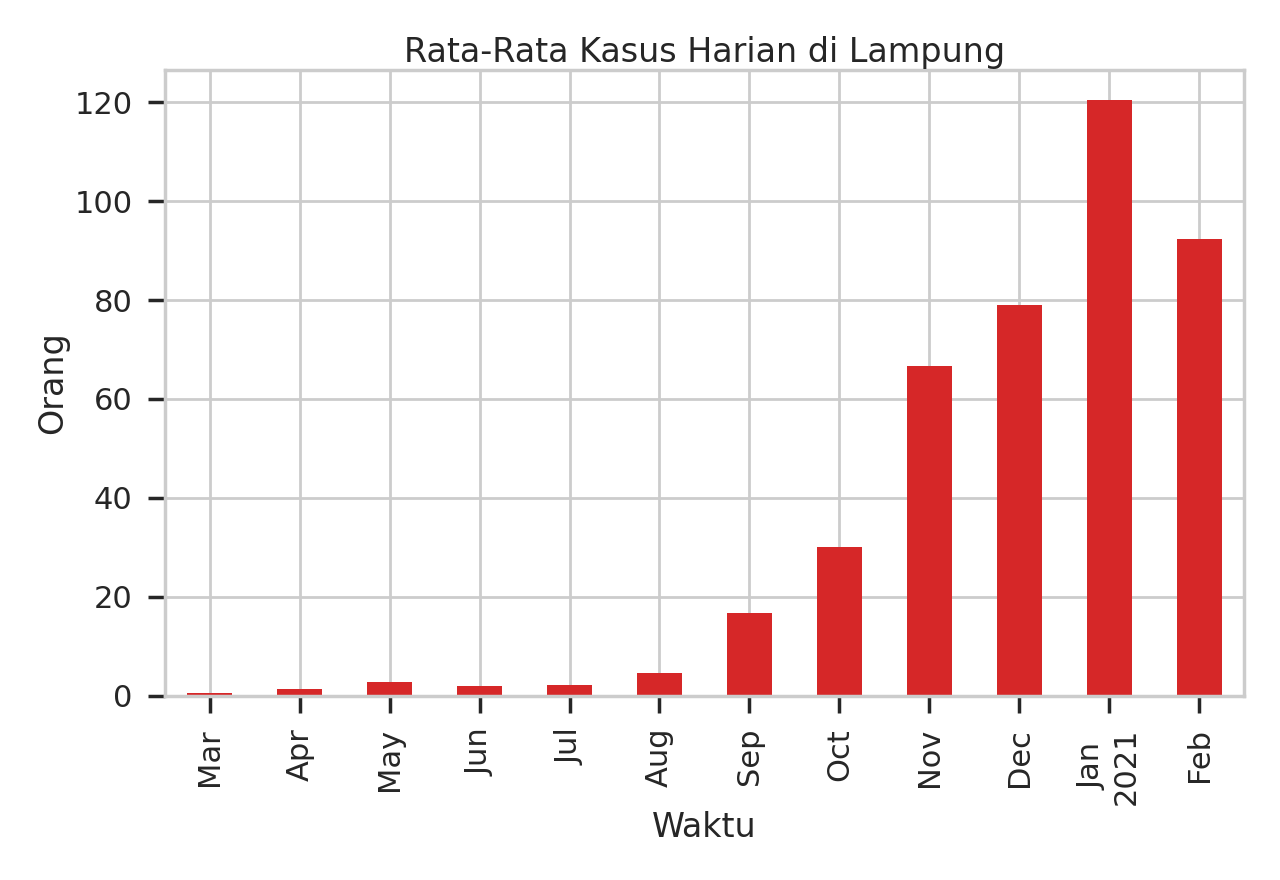 Rata-Rata Kasus Harian di Lampung
120
100
80
60
40
20
0
Orang
Mar
Apr
May
Jun
Jul
Aug
Sep
Oct
Nov
Dec
Jan
2021
Feb
Waktu